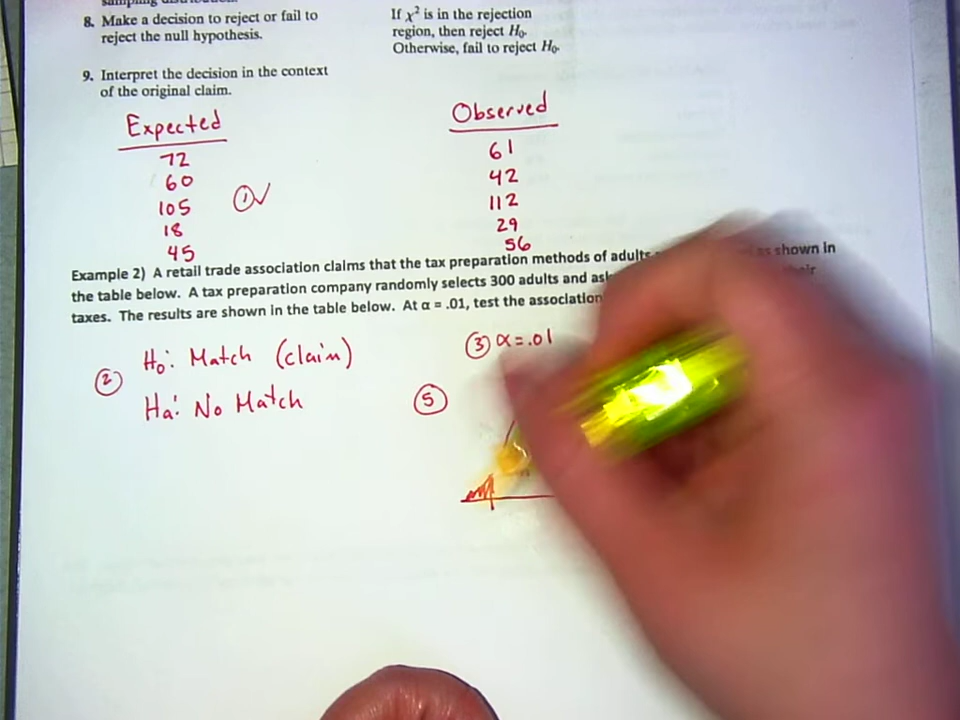 sampling distribution.
8. Make a decision to reject or fail to
reject the null hypothesis.
If x² is in the rejection
region, then reject H₀.
Otherwise, fail to reject H₀.
9. Interpret the decision in the context
of the original claim.
Expected
72
60
105
18
45
① ✓
Observed
61
42
112
29
56
Example 2) A retail trade association claims that the tax preparation methods of adults as shown in
the table below. A tax preparation company randomly selects 300 adults and their
taxes. The results are shown in the table below. At α = .01, test the association
② H₀: Match (claim)
Ha: No Match
③ α = .01
⑤